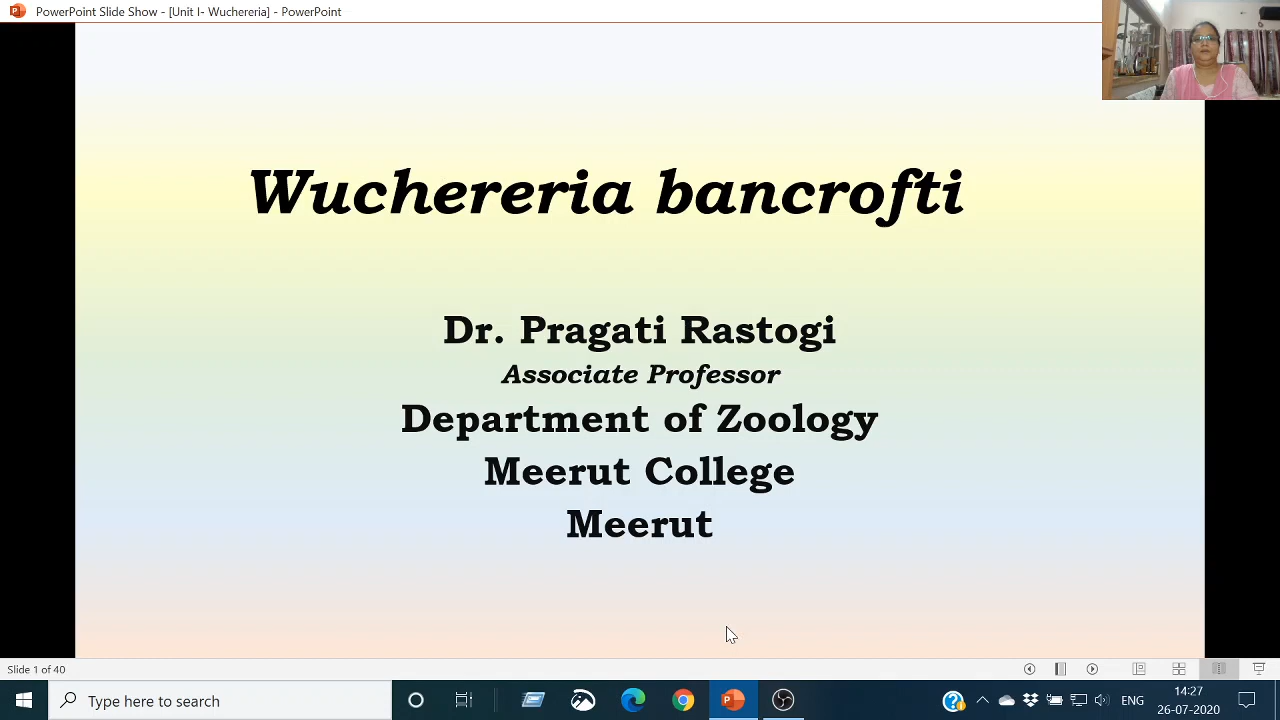 PowerPoint Slide Show - [Unit I- Wuchereria] - PowerPoint
Wuchereria bancrofti
Dr. Pragati Rastogi
Associate Professor
Department of Zoology
Meerut College
Meerut
Slide 1 of 40
Type here to search
ENG
14:27
26-07-2020